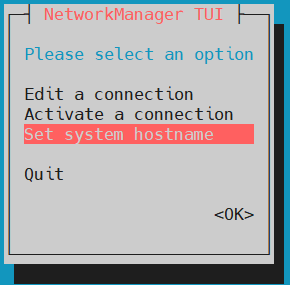 NetworkManager TUI
Please select an option
Edit a connection
Activate a connection
Set system hostname
Quit
<OK>